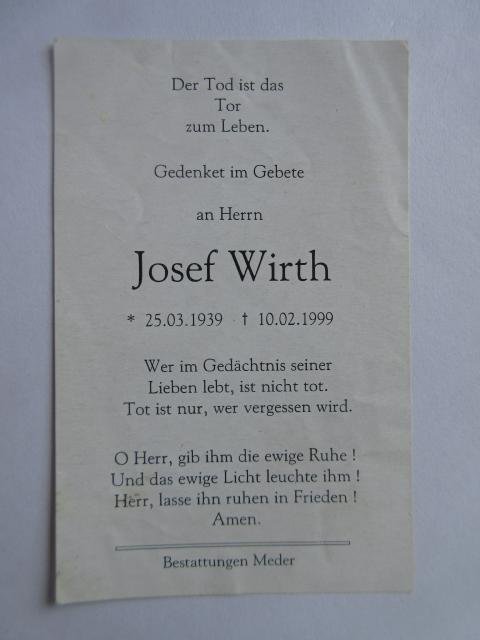 Der Tod ist das
Tor
zum Leben.
Gedenket im Gebete
an Herrn
Josef Wirth
* 25.03.1939 † 10.02.1999
Wer im Gedächtnis seiner
Lieben lebt, ist nicht tot.
Tot ist nur, wer vergessen wird.
O Herr, gib ihm die ewige Ruhe !
Und das ewige Licht leuchte ihm !
Herr, lasse ihn ruhen in Frieden !
Amen.
Bestattungen Meder